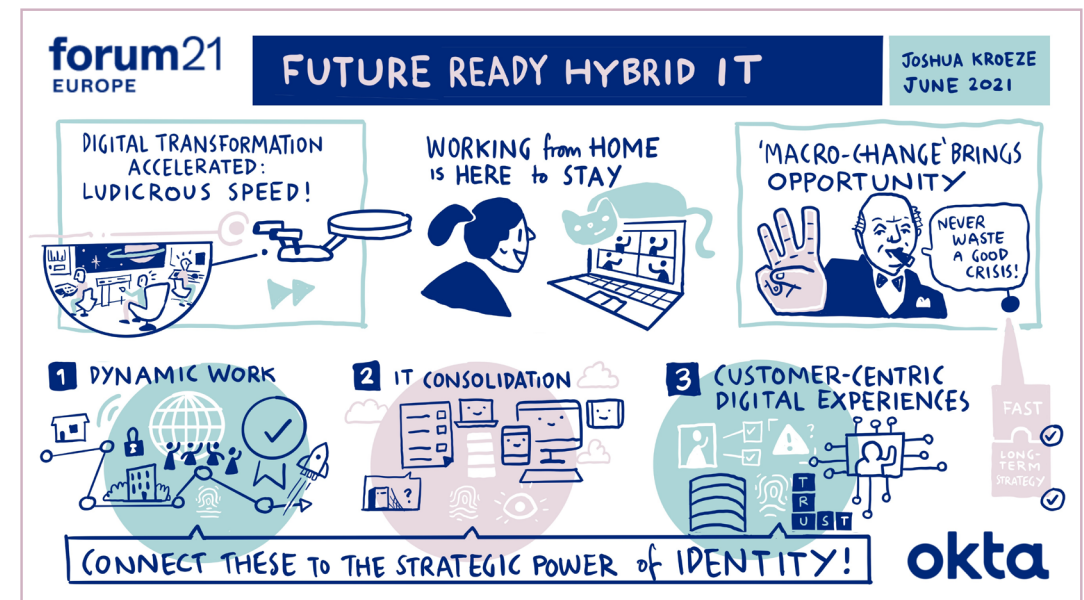 forum21
EUROPE
FUTURE READY HYBRID IT
JOSHUA KROEZE
JUNE 2021
DIGITAL TRANSFORMATION
ACCELERATED:
LUDICROUS SPEED!
WORKING from HOME
IS HERE to STAY
'MACRO-CHANGE' BRINGS
OPPORTUNITY
NEVER
WASTE
A GOOD
CRISIS!
1 DYNAMIC WORK
2 IT CONSOLIDATION
?
3 CUSTOMER-CENTRIC
DIGITAL EXPERIENCES
?
T
R
UST
FAST
LONG-
TERM
STRATEGY
CONNECT THESE TO THE STRATEGIC POWER of IDENTITY!
okta